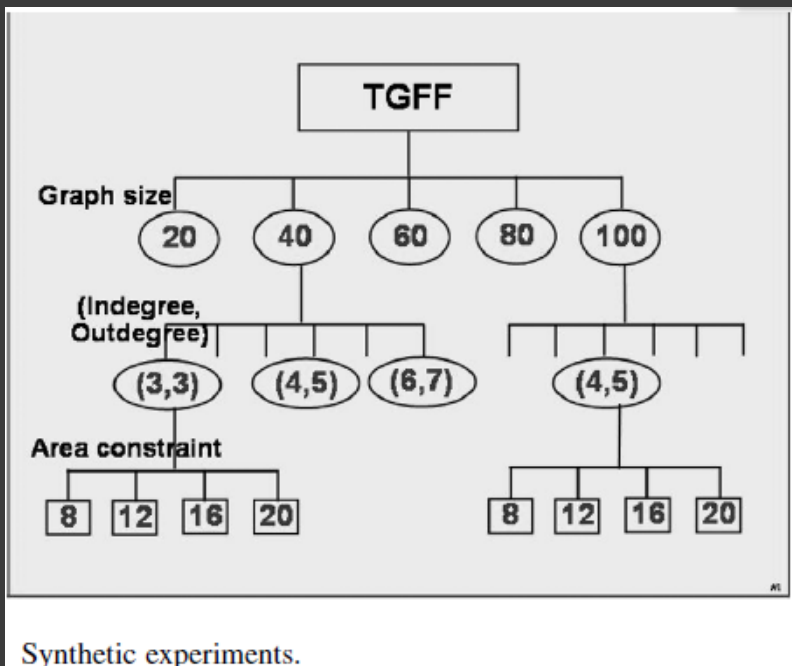 TGFF
Graph size
20 40 60 80 100
(Indegree,
Outdegree)
(3,3) (4,5) (6,7) (4,5)
Area constraint
8 12 16 20 8 12 16 20
Synthetic experiments.